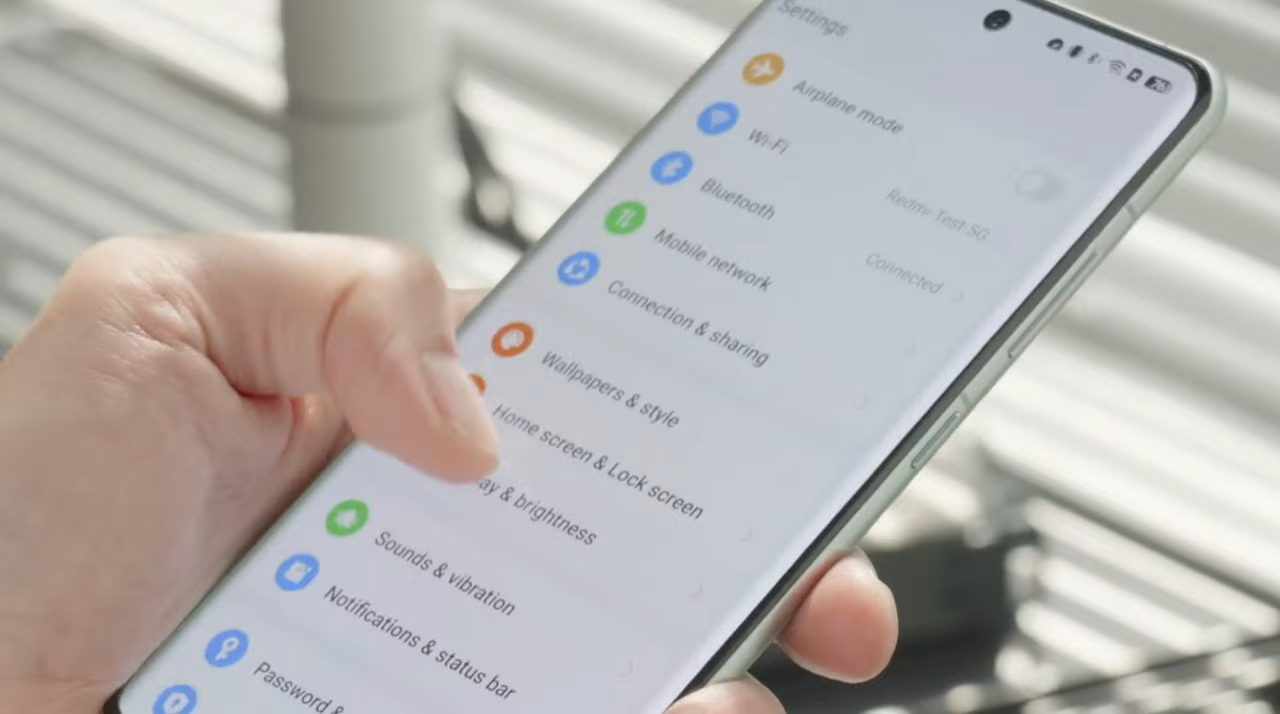 Settings
Airplane mode
Wi-Fi
Redmi-Test.5G
Bluetooth
Connected
Mobile network
Connection & sharing
Wallpapers & style
Home screen & Lock screen
ay & brightness
Sounds & vibration
Notifications & status bar
Password &